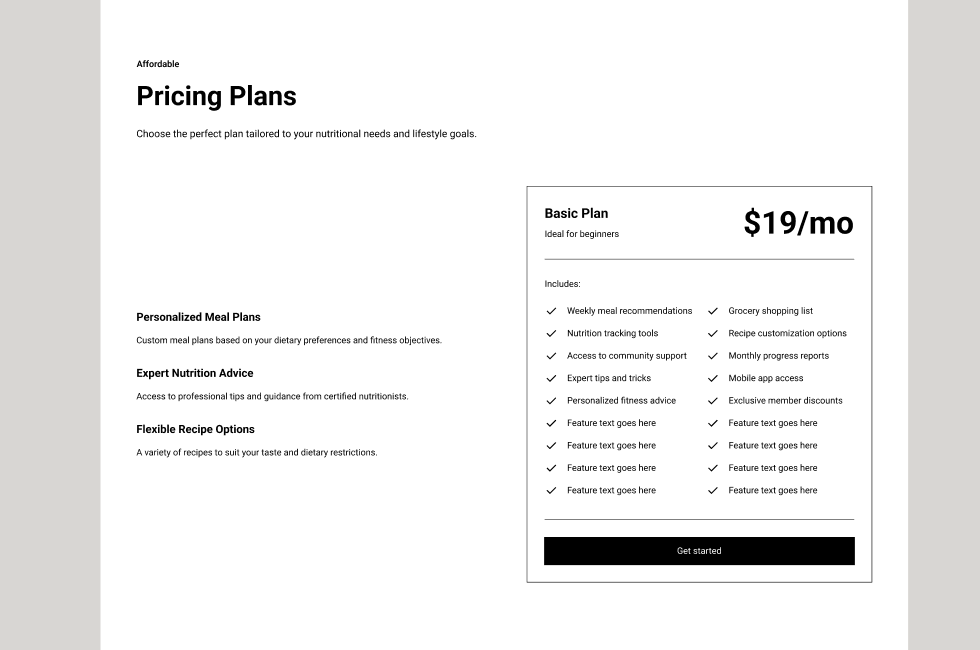 Affordable
Pricing Plans
Choose the perfect plan tailored to your nutritional needs and lifestyle goals.
Personalized Meal Plans
Custom meal plans based on your dietary preferences and fitness objectives.
Expert Nutrition Advice
Access to professional tips and guidance from certified nutritionists.
Flexible Recipe Options
A variety of recipes to suit your taste and dietary restrictions.
Basic Plan
Ideal for beginners
$19/mo
Includes:
Weekly meal recommendations
Nutrition tracking tools
Access to community support
Expert tips and tricks
Personalized fitness advice
Feature text goes here
Feature text goes here
Feature text goes here
Feature text goes here
Grocery shopping list
Recipe customization options
Monthly progress reports
Mobile app access
Exclusive member discounts
Feature text goes here
Feature text goes here
Feature text goes here
Feature text goes here
Get started